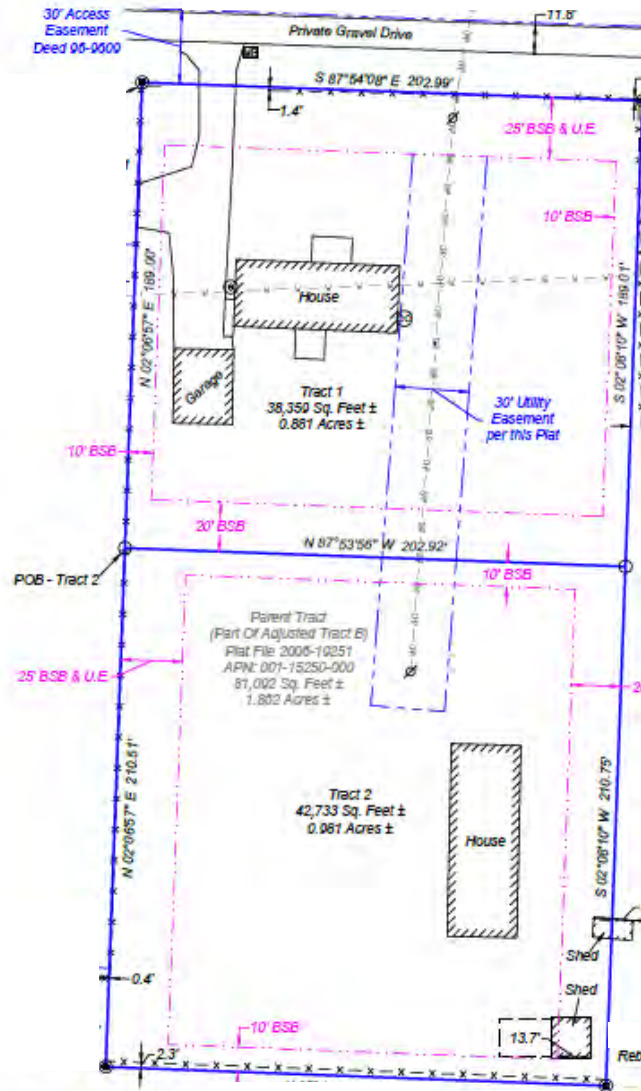 30' Access
Easement
Deed 96-9609
11.8'
Private Gravel Drive
S 87°54'08" E 202.99'
1.4'
25' BSB & U.E.
10' BSB
N 02°06'57" E 189.00'
S 02°08'10" W 189.01'
House
Garage
Tract 1
38,359 Sq. Feet ±
0.881 Acres ±
30' Utility
Easement
per this Plat
10' BSB
20' BSB
N 87°53'56" W 202.92'
10' BSB
POB - Tract 2
Parent Tract
(Part Of Adjusted Tract B)
Plat File 2006-10251
APN: 001-15250-000
81,092 Sq. Feet ±
1.862 Acres ±
25' BSB & U.E.
N 02°06'57" E 210.51'
S 02°08'10" W 210.75'
Tract 2
42,733 Sq. Feet ±
0.981 Acres ±
House
Shed
Shed
0.4'
10' BSB
13.7'
2.3'